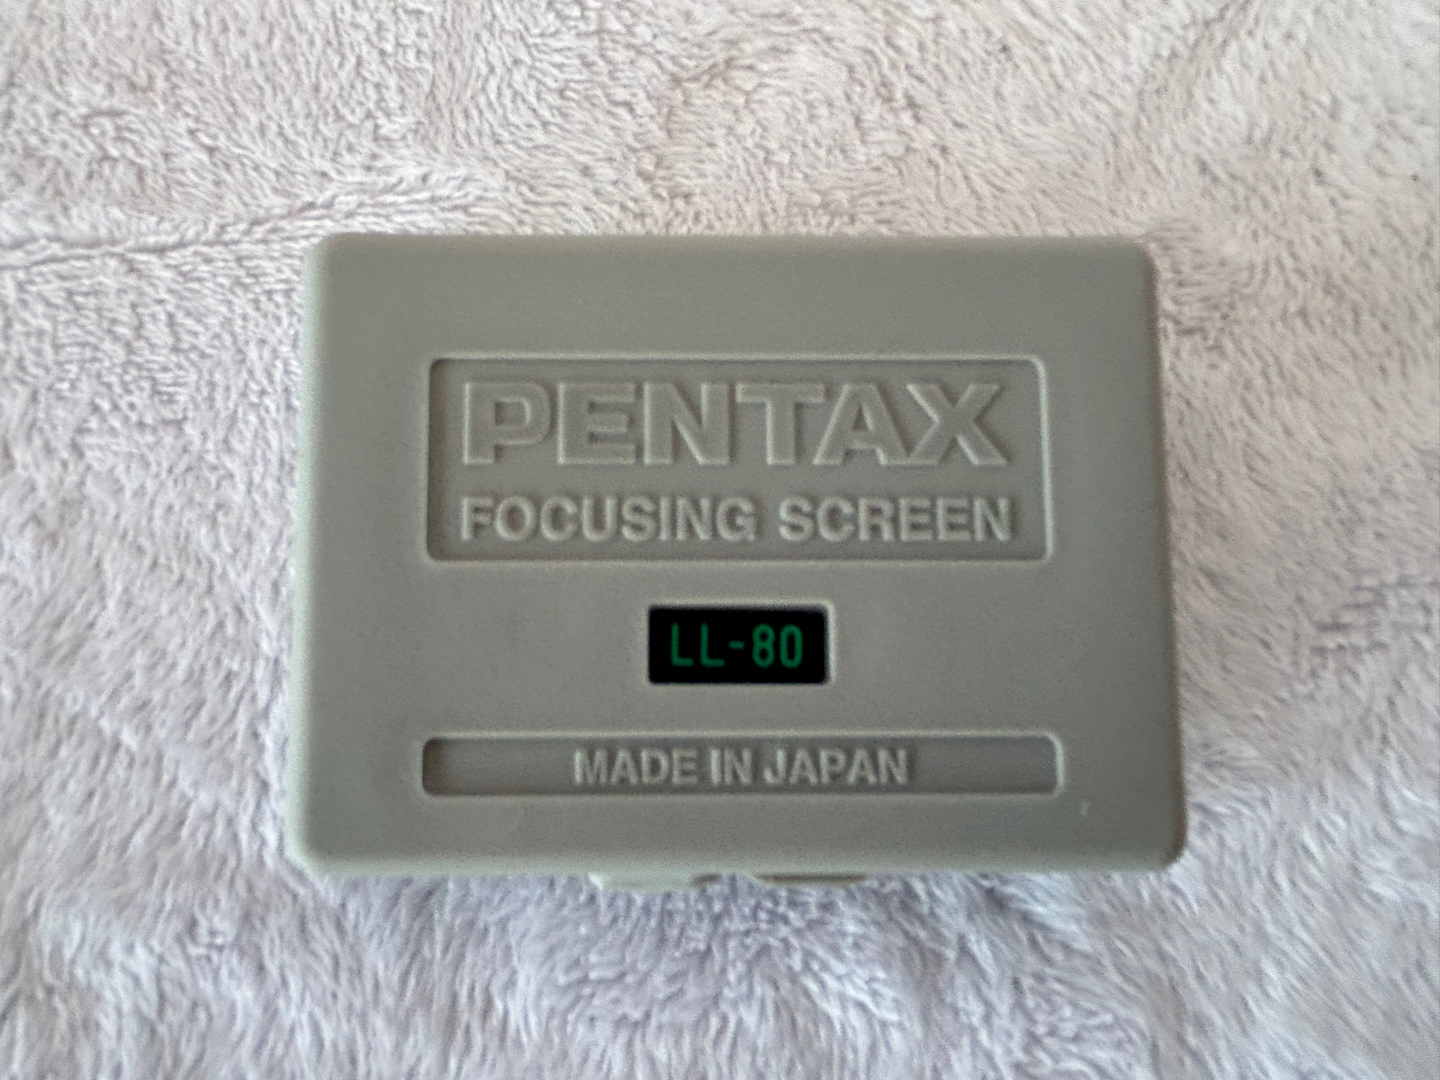 PENTAX
FOCUSING SCREEN
LL-80
MADE IN JAPAN